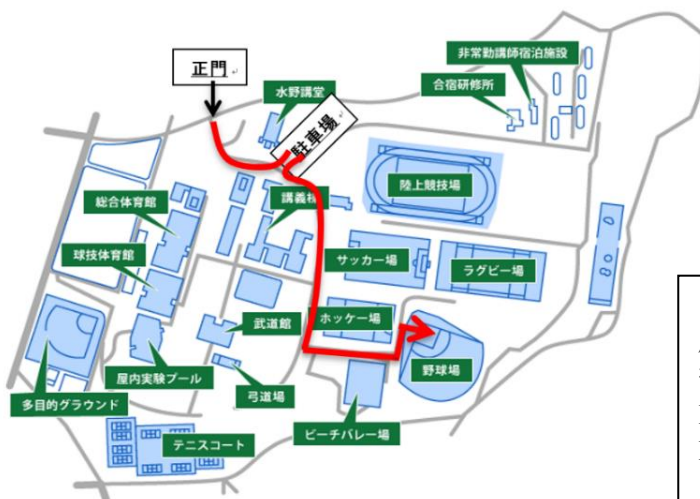 正門
水野講堂
駐車場
非常勤講師宿泊施設
合宿研修所
陸上競技場
総合体育館
球技体育館
サッカー場
ラグビー場
武道館
ホッケー場
野球場
屋内実験プール
弓道場
多目的グラウンド
テニスコート
ビーチバレー場